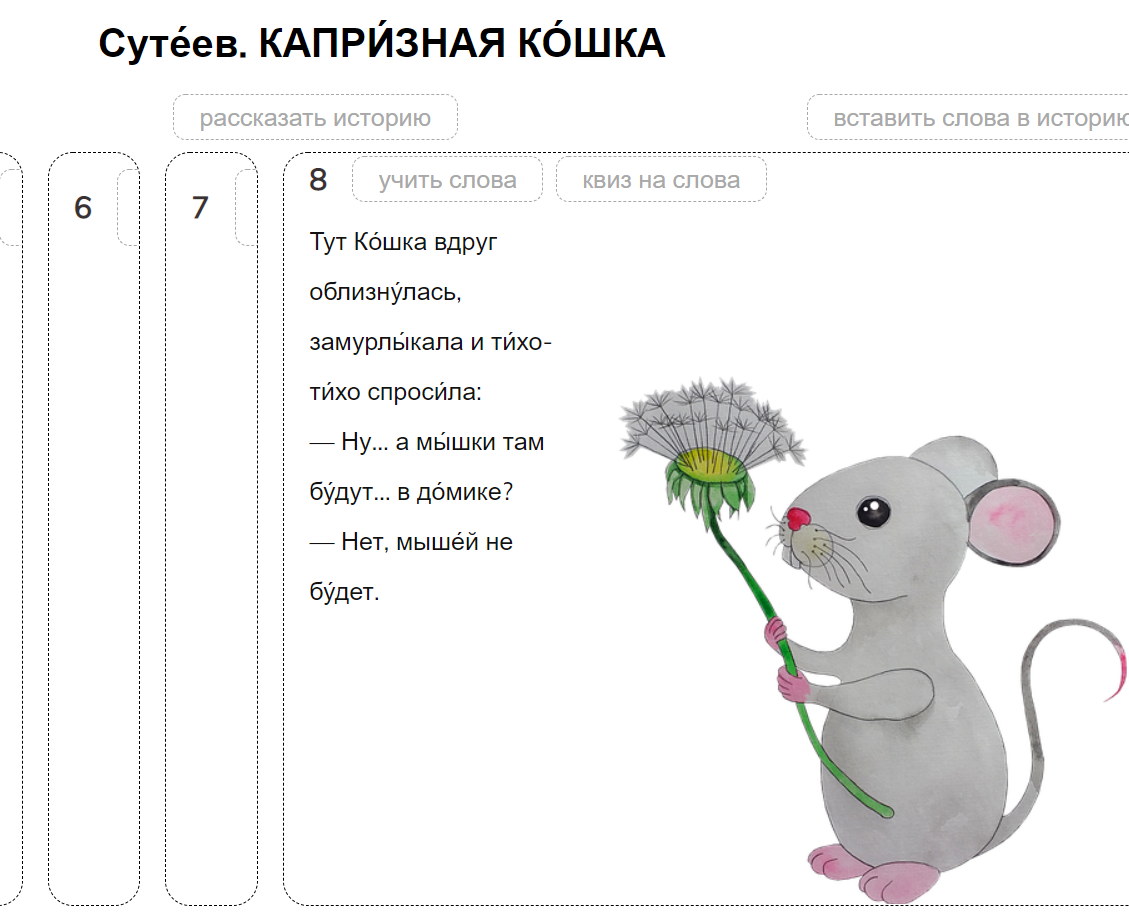 Суте́ев. КАПРИ́ЗНАЯ КО́ШКА
рассказать историю
вставить слова в историю
6
7
8
учить слова
квиз на слова
Тут Ко́шка вдруг
облизну́лась,
замурлы́кала и ти́хо-
ти́хо спроси́ла:
— Ну... а мы́шки там
бу́дут... в до́мике?
— Нет, мыше́й не
бу́дет.